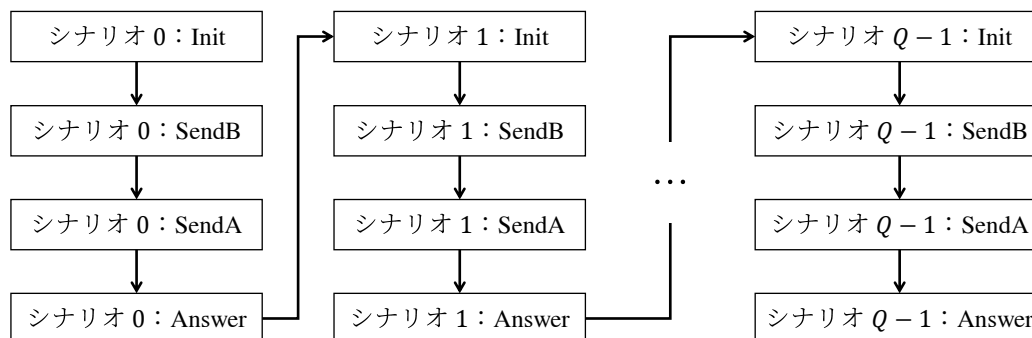 シナリオ 0：Init
シナリオ 1：Init
シナリオ Q − 1：Init
シナリオ 0：SendB
シナリオ 1：SendB
シナリオ Q − 1：SendB
…
シナリオ 0：SendA
シナリオ 1：SendA
シナリオ Q − 1：SendA
シナリオ 0：Answer
シナリオ 1：Answer
シナリオ Q − 1：Answer